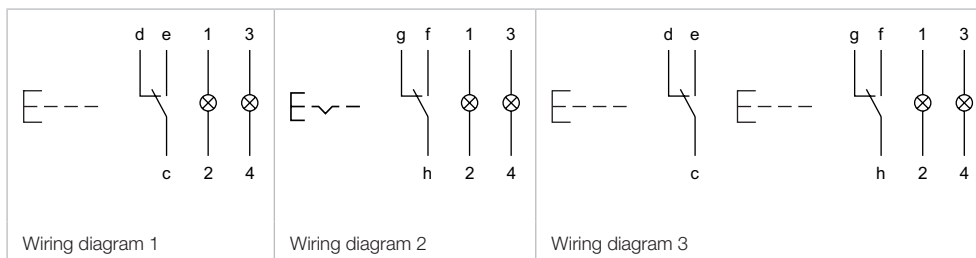 d e 1 3
c 2 4
Wiring diagram 1
g f 1 3
h 2 4
Wiring diagram 2
d e g f 1 3
c h 2 4
Wiring diagram 3